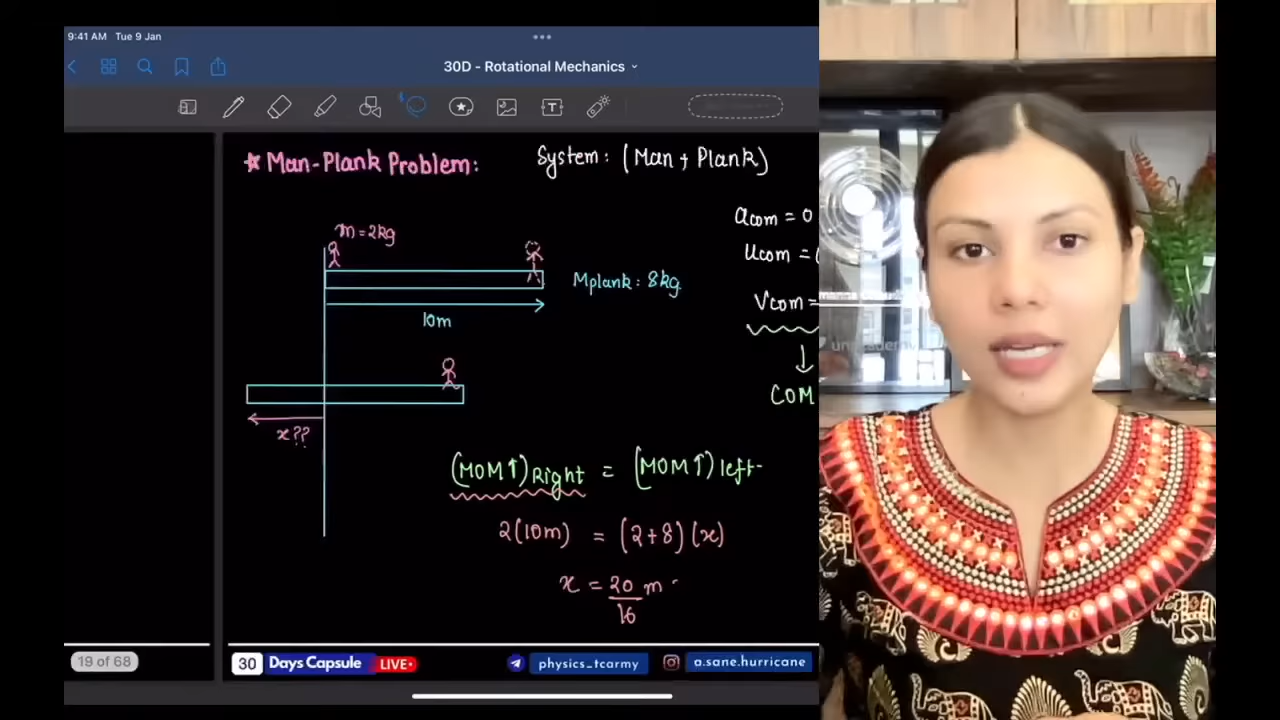 9:41 AM Tue 9 Jan
30D - Rotational Mechanics
T
* Man-Plank Problem:
System: (Man + Plank)
m = 2kg
acom = 0
ucom =
Mplank: 8kg
Vcom =
10m
↓
COM
x??
(MOM↑)Right = (MOM↑)left
2(10m) = (2+8)(x)
x = 20/10 m
19 of 68
30 Days Capsule LIVE
physics_tcarmy
a.sane.hurricane